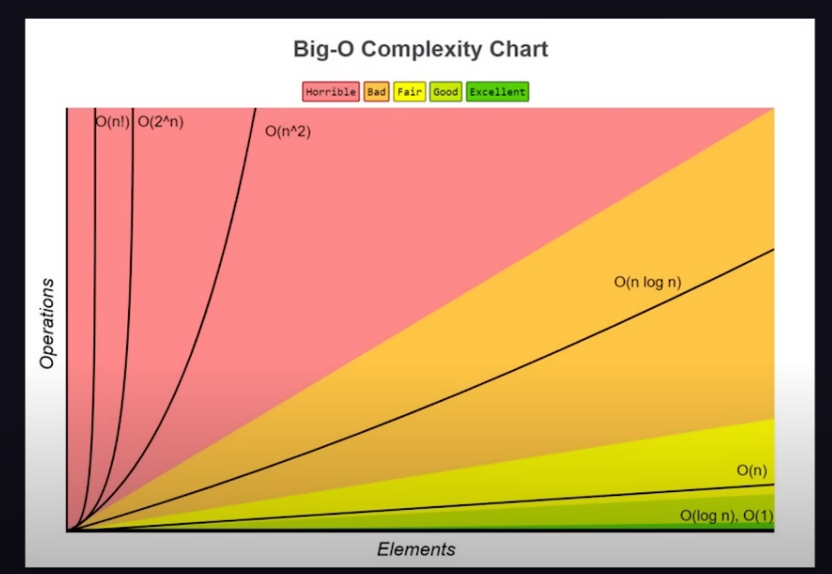 Big-O Complexity Chart
Horrible Bad Fair Good Excellent
O(n!) O(2^n)
O(n^2)
O(n log n)
O(n)
O(log n), O(1)
Operations
Elements